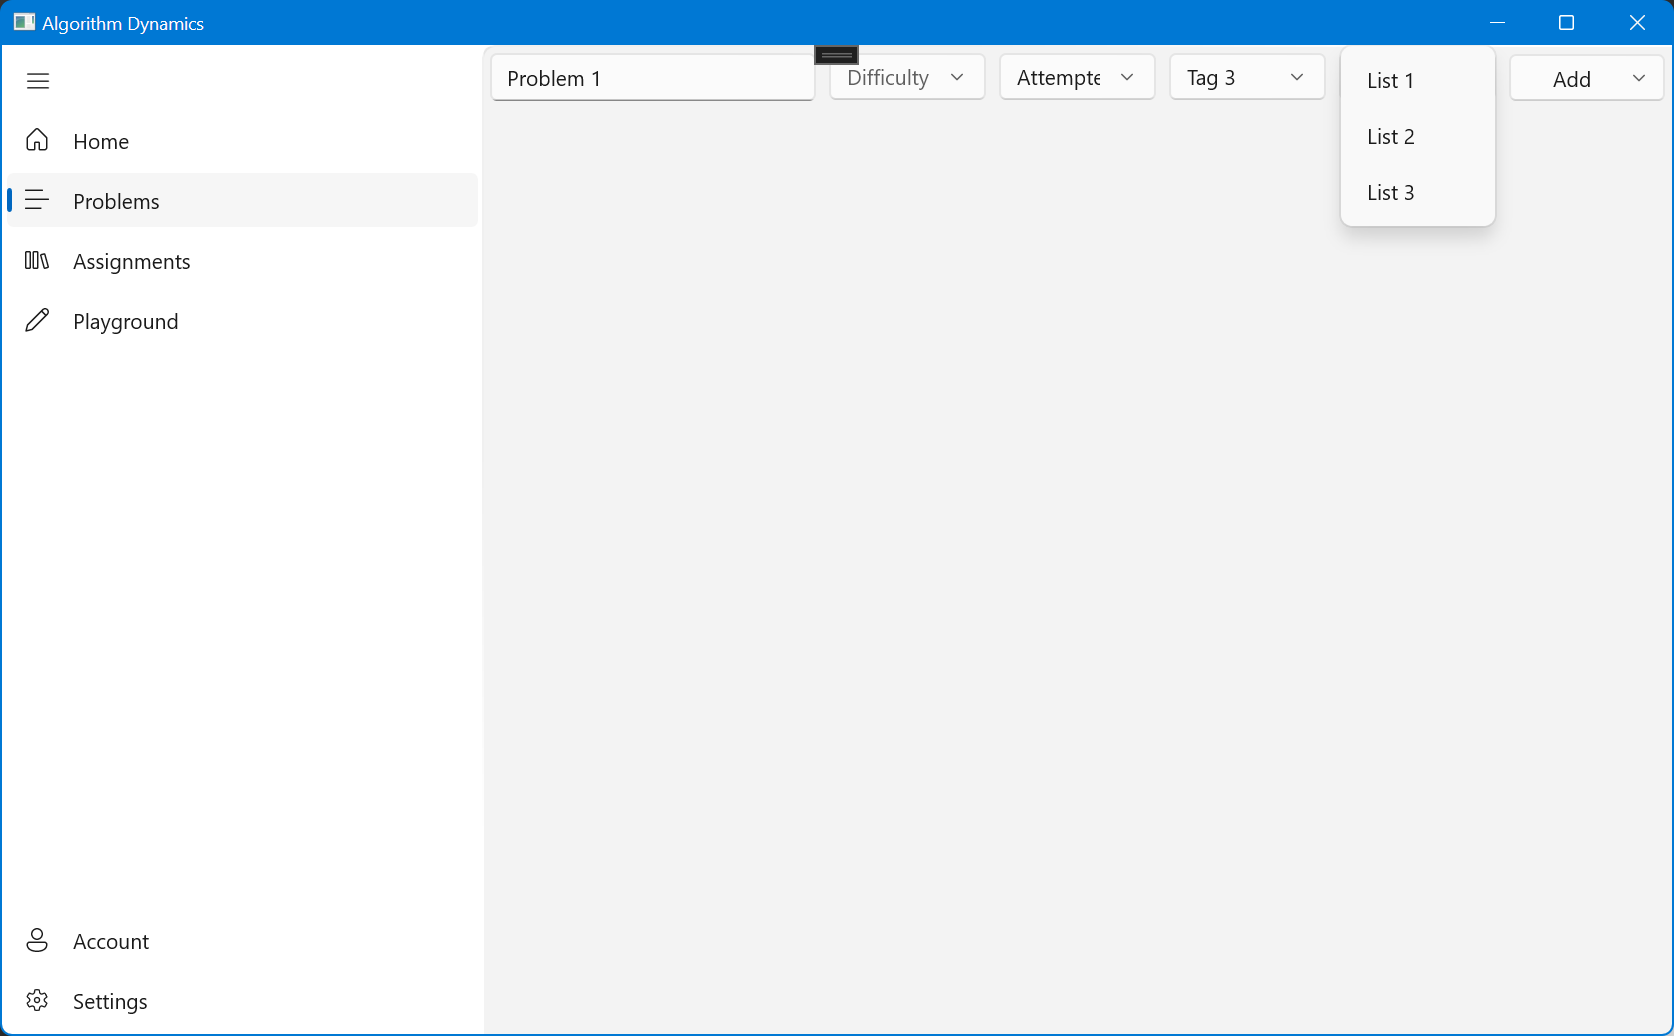 Algorithm Dynamics
Home
Problems
Assignments
Playground
Account
Settings
Problem 1
Difficulty
Attempte
Tag 3
List 1
List 2
List 3
Add